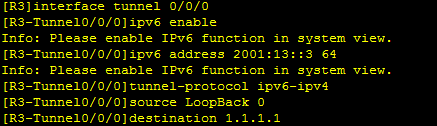 [R3]interface tunnel 0/0/0
[R3-Tunnel0/0/0]ipv6 enable
Info: Please enable IPv6 function in system view.
[R3-Tunnel0/0/0]ipv6 address 2001:13::3 64
Info: Please enable IPv6 function in system view.
[R3-Tunnel0/0/0]tunnel-protocol ipv6-ipv4
[R3-Tunnel0/0/0]source LoopBack 0
[R3-Tunnel0/0/0]destination 1.1.1.1